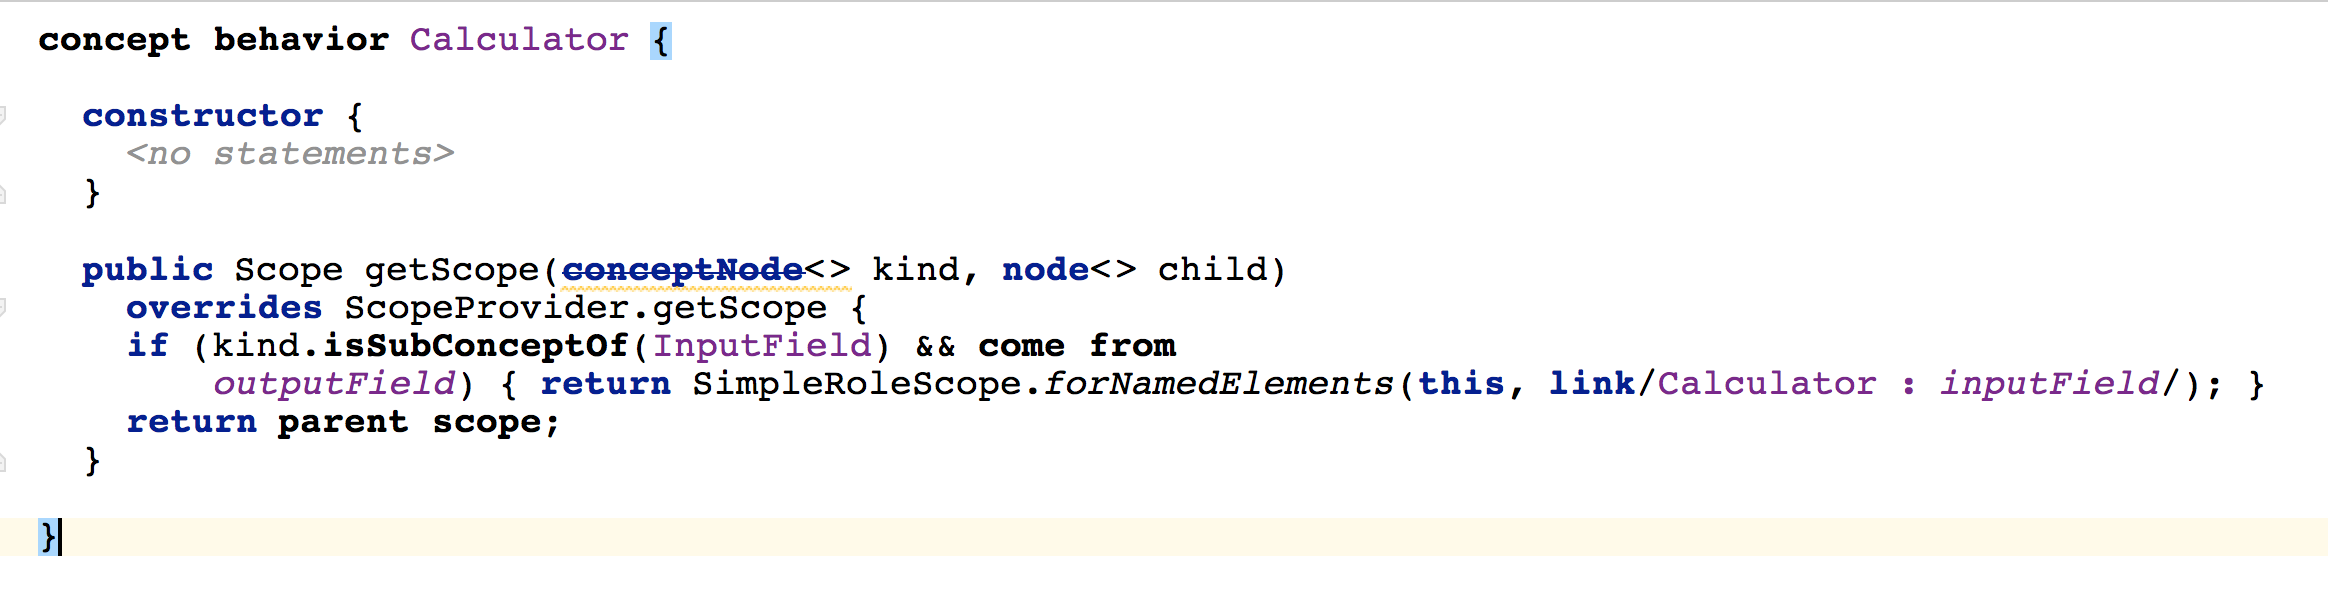 concept behavior Calculator {
constructor {
<no statements>
}
public Scope getScope(conceptNode<> kind, node<> child)
overrides ScopeProvider.getScope {
if (kind.isSubConceptOf(InputField) && come from
outputField) { return SimpleRoleScope.forNamedElements(this, link/Calculator : inputField/); }
return parent scope;
}
}